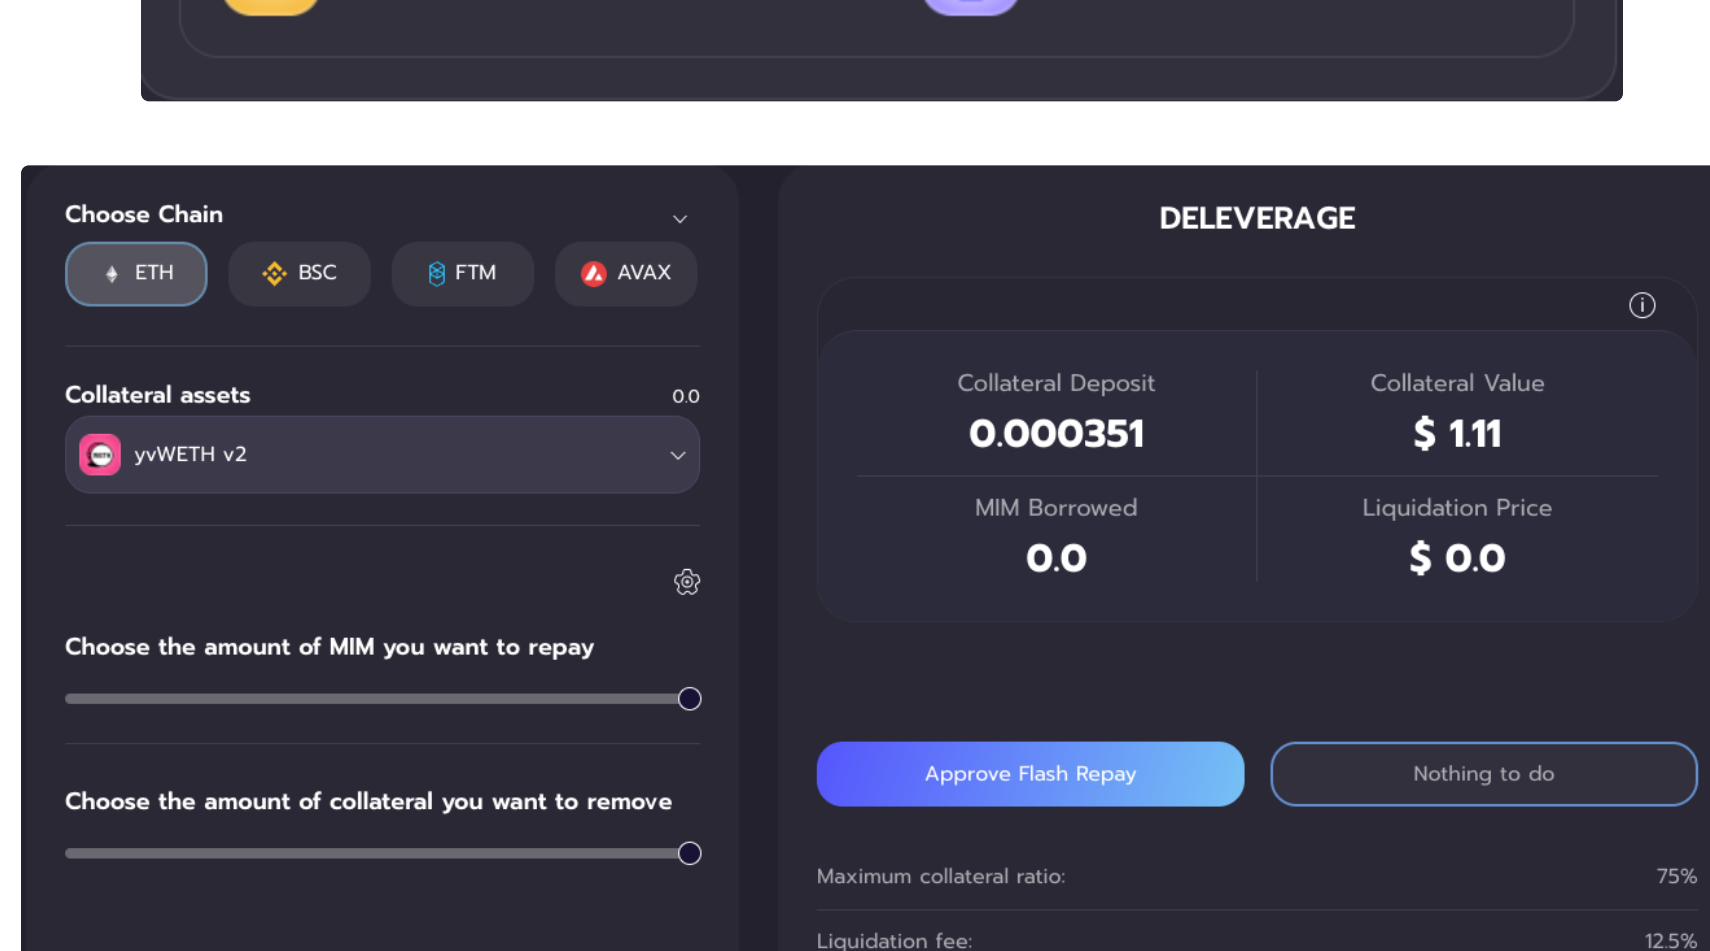 Choose Chain
ETH
BSC
FTM
AVAX
Collateral assets
0.0
yvWETH v2
Choose the amount of MIM you want to repay
Choose the amount of collateral you want to remove
DELEVERAGE
Collateral Deposit
0.000351
Collateral Value
$ 1.11
MIM Borrowed
0.0
Liquidation Price
$ 0.0
Approve Flash Repay
Nothing to do
Maximum collateral ratio:
75%
Liquidation fee:
12.5%